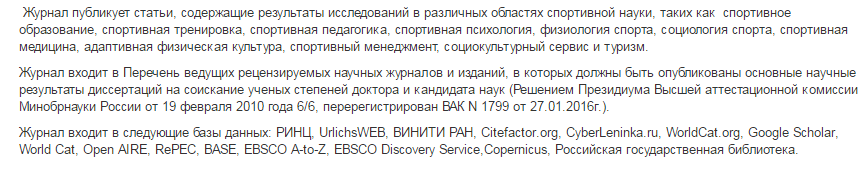 Журнал публикует статьи, содержащие результаты исследований в различных областях спортивной науки, таких как  спортивное
образование, спортивная тренировка, спортивная педагогика, спортивная психология, физиология спорта, социология спорта, спортивная
медицина, адаптивная физическая культура, спортивный менеджмент, социокультурный сервис и туризм.
Журнал входит в Перечень ведущих рецензируемых научных журналов и изданий, в которых должны быть опубликованы основные научные
результаты диссертаций на соискание ученых степеней доктора и кандидата наук (Решением Президиума Высшей аттестационной комиссии
Минобрнауки России от 19 февраля 2010 года 6/6, перерегистрирован ВАК N 1799 от 27.01.2016г.).
Журнал входит в следующие базы данных: РИНЦ, UrlichsWEB, ВИНИТИ РАН, Citefactor.org, CyberLeninka.ru, WorldCat.org, Google Scholar,
World Cat, Open AIRE, RePEC, BASE, EBSCO A-to-Z, EBSCO Discovery Service,Copernicus, Российская государственная библиотека.